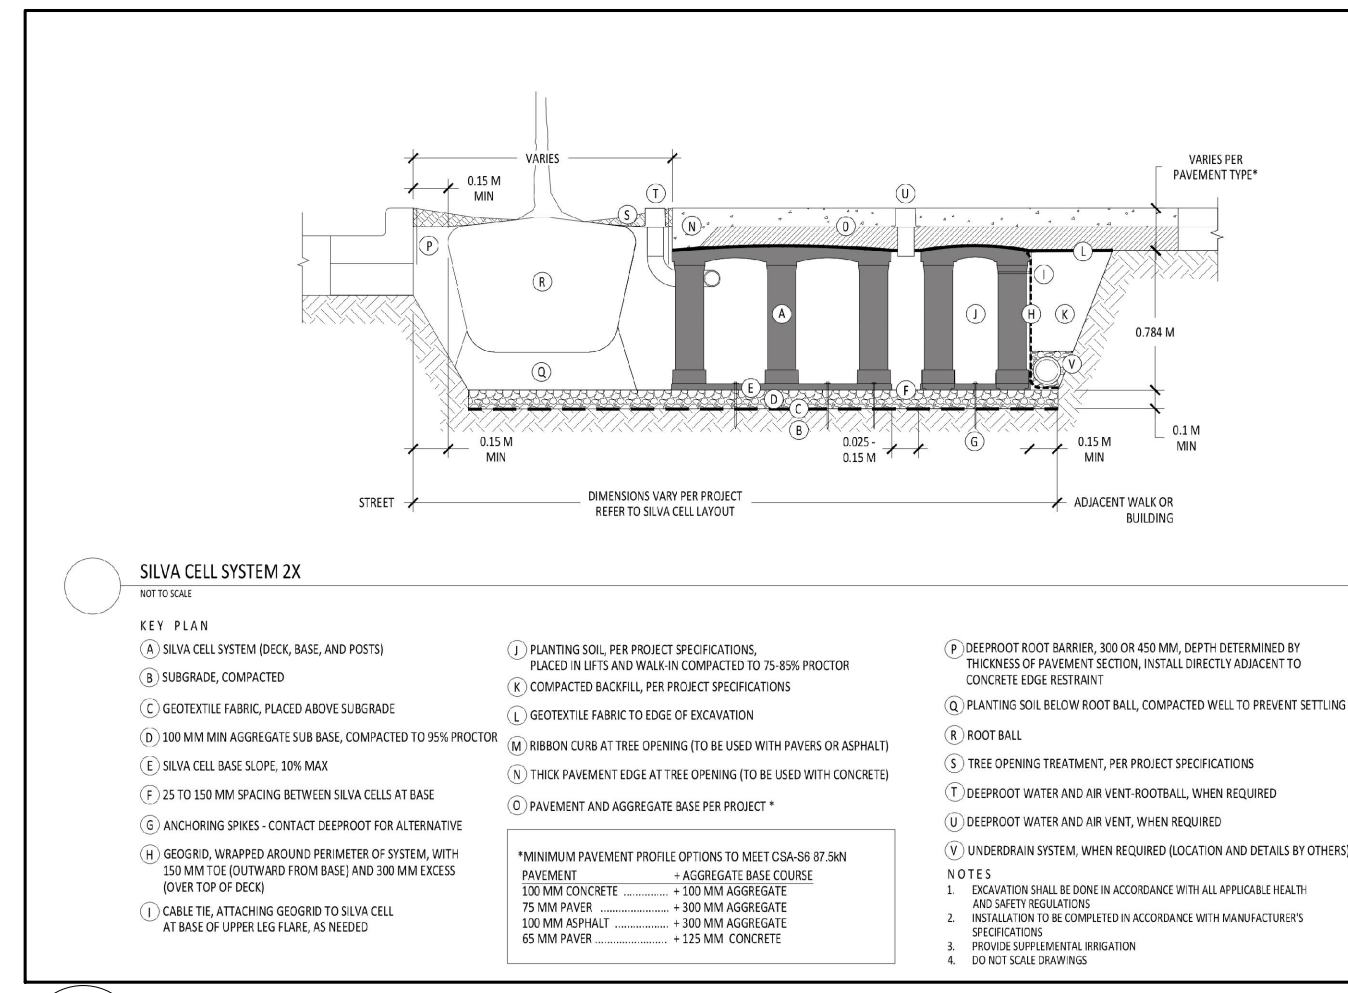 VARIES
0.15 M
MIN
VARIES PER
PAVEMENT TYPE*
T
U
S
N
O
P
L
R
I
A
J
H
K
0.784 M
V
Q
E
F
D
C
B
G
0.15 M
MIN
0.025 -
0.15 M
0.15 M
MIN
0.1 M
MIN
STREET
DIMENSIONS VARY PER PROJECT
REFER TO SILVA CELL LAYOUT
ADJACENT WALK OR
BUILDING
SILVA CELL SYSTEM 2X
NOT TO SCALE
KEY PLAN
A SILVA CELL SYSTEM (DECK, BASE, AND POSTS)
B SUBGRADE, COMPACTED
C GEOTEXTILE FABRIC, PLACED ABOVE SUBGRADE
D 100 MM MIN AGGREGATE SUB BASE, COMPACTED TO 95% PROCTOR
E SILVA CELL BASE SLOPE, 10% MAX
F 25 TO 150 MM SPACING BETWEEN SILVA CELLS AT BASE
G ANCHORING SPIKES - CONTACT DEEPROOT FOR ALTERNATIVE
H GEOGRID, WRAPPED AROUND PERIMETER OF SYSTEM, WITH
150 MM TOE (OUTWARD FROM BASE) AND 300 MM EXCESS
(OVER TOP OF DECK)
I CABLE TIE, ATTACHING GEOGRID TO SILVA CELL
AT BASE OF UPPER LEG FLARE, AS NEEDED
J PLANTING SOIL, PER PROJECT SPECIFICATIONS,
PLACED IN LIFTS AND WALK-IN COMPACTED TO 75-85% PROCTOR
K COMPACTED BACKFILL, PER PROJECT SPECIFICATIONS
L GEOTEXTILE FABRIC TO EDGE OF EXCAVATION
M RIBBON CURB AT TREE OPENING (TO BE USED WITH PAVERS OR ASPHALT)
N THICK PAVEMENT EDGE AT TREE OPENING (TO BE USED WITH CONCRETE)
O PAVEMENT AND AGGREGATE BASE PER PROJECT *
*MINIMUM PAVEMENT PROFILE OPTIONS TO MEET CSA-S6 87.5kN
PAVEMENT + AGGREGATE BASE COURSE
100 MM CONCRETE ............... + 100 MM AGGREGATE
75 MM PAVER ...................... + 300 MM AGGREGATE
100 MM ASPHALT .................. + 300 MM AGGREGATE
65 MM PAVER ........................ + 125 MM CONCRETE
P DEEPROOT ROOT BARRIER, 300 OR 450 MM, DEPTH DETERMINED BY
THICKNESS OF PAVEMENT SECTION, INSTALL DIRECTLY ADJACENT TO
CONCRETE EDGE RESTRAINT
Q PLANTING SOIL BELOW ROOT BALL, COMPACTED WELL TO PREVENT SETTLING
R ROOT BALL
S TREE OPENING TREATMENT, PER PROJECT SPECIFICATIONS
T DEEPROOT WATER AND AIR VENT-ROOTBALL, WHEN REQUIRED
U DEEPROOT WATER AND AIR VENT, WHEN REQUIRED
V UNDERDRAIN SYSTEM, WHEN REQUIRED (LOCATION AND DETAILS BY OTHERS)
NOTES
1. EXCAVATION SHALL BE DONE IN ACCORDANCE WITH ALL APPLICABLE HEALTH
AND SAFETY REGULATIONS
2. INSTALLATION TO BE COMPLETED IN ACCORDANCE WITH MANUFACTURER'S
SPECIFICATIONS
3. PROVIDE SUPPLEMENTAL IRRIGATION
4. DO NOT SCALE DRAWINGS